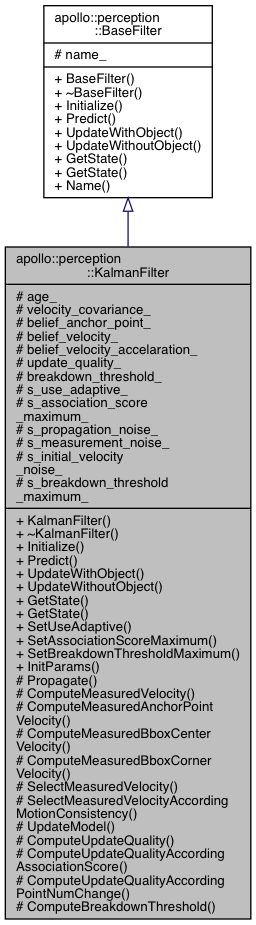 apollo::perception
::BaseFilter
# name_
+ BaseFilter()
+ ~BaseFilter()
+ Initialize()
+ Predict()
+ UpdateWithObject()
+ UpdateWithoutObject()
+ GetState()
+ GetState()
+ Name()
apollo::perception
::KalmanFilter
# age_
# velocity_covariance_
# belief_anchor_point_
# belief_velocity_
# belief_velocity_accelaration_
# update_quality_
# breakdown_threshold_
# s_use_adaptive_
# s_association_score
_maximum_
# s_propagation_noise_
# s_measurement_noise_
# s_initial_velocity
_noise_
# s_breakdown_threshold
_maximum_
+ KalmanFilter()
+ ~KalmanFilter()
+ Initialize()
+ Predict()
+ UpdateWithObject()
+ UpdateWithoutObject()
+ GetState()
+ GetState()
+ SetUseAdaptive()
+ SetAssociationScoreMaximum()
+ SetBreakdownThresholdMaximum()
+ InitParams()
# Propagate()
# ComputeMeasuredVelocity()
# ComputeMeasuredAnchorPoint
Velocity()
# ComputeMeasuredBboxCenter
Velocity()
# ComputeMeasuredBboxCorner
Velocity()
# SelectMeasuredVelocity()
# SelectMeasuredVelocityAccording
MotionConsistency()
# UpdateModel()
# ComputeUpdateQuality()
# ComputeUpdateQualityAccording
AssociationScore()
# ComputeUpdateQualityAccording
PointNumChange()
# ComputeBreakdownThreshold()